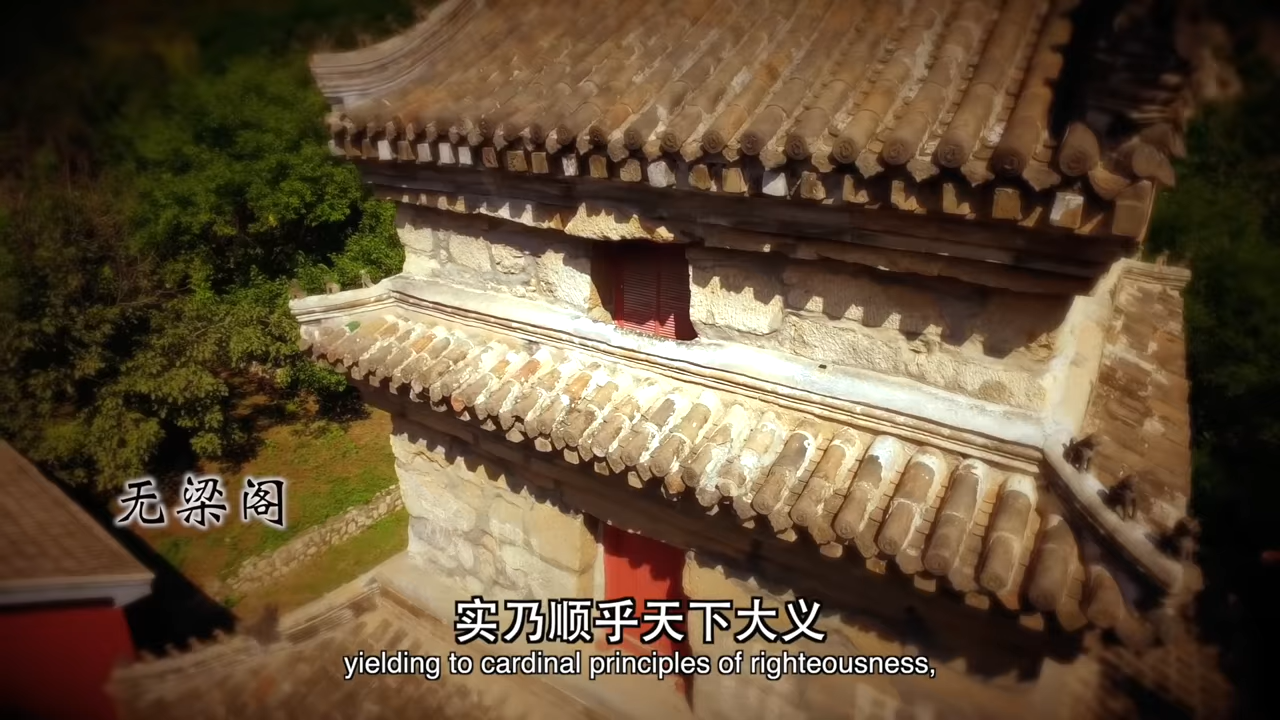 无梁阁
实乃顺乎天下大义
yielding to cardinal principles of righteousness,